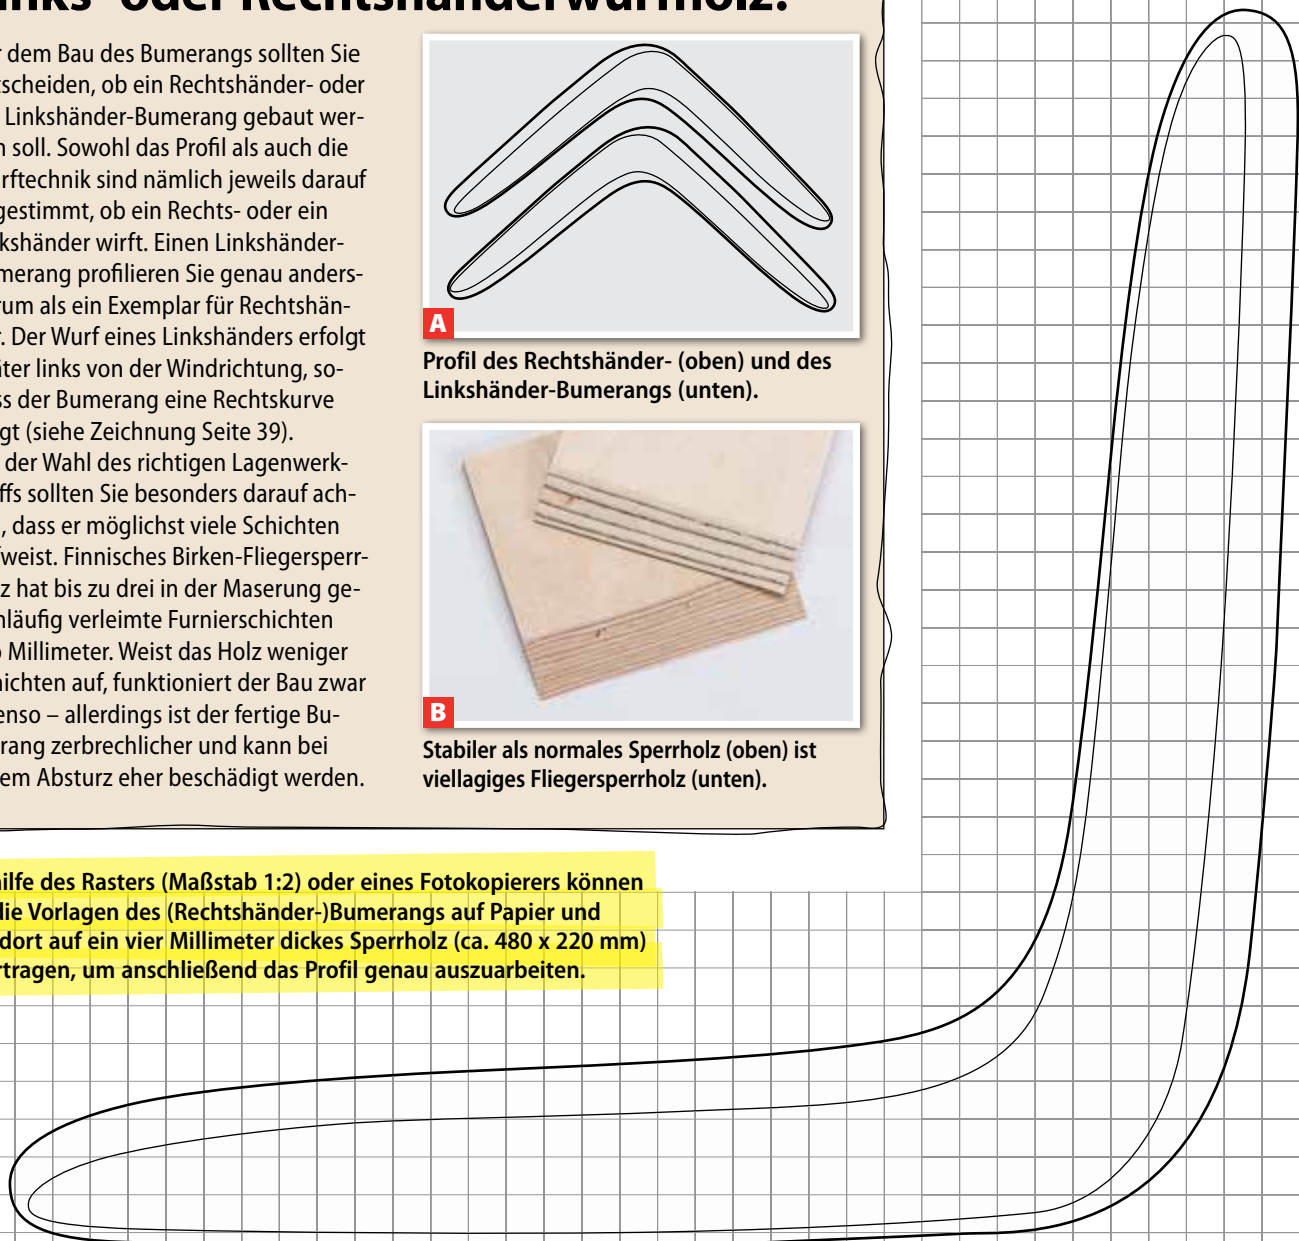 inks- oder Rechtshänderwurfholz?
r dem Bau des Bumerangs sollten Sie
tscheiden, ob ein Rechtshänder- oder
Linkshänder-Bumerang gebaut wer-
n soll. Sowohl das Profil als auch die
rftechnik sind nämlich jeweils darauf
gestimmt, ob ein Rechts- oder ein
kshänder wirft. Einen Linkshänder-
merang profilieren Sie genau anders-
rum als ein Exemplar für Rechtshän-
r. Der Wurf eines Linkshänders erfolgt
äter links von der Windrichtung, so-
ss der Bumerang eine Rechtskurve
gt (siehe Zeichnung Seite 39).
der Wahl des richtigen Lagenwerk-
ffs sollten Sie besonders darauf ach-
, dass er möglichst viele Schichten
fweist. Finnisches Birken-Fliegersperr-
z hat bis zu drei in der Maserung ge-
nläufig verleimte Furnierschichten
o Millimeter. Weist das Holz weniger
hichten auf, funktioniert der Bau zwar
enso – allerdings ist der fertige Bu-
rang zerbrechlicher und kann bei
em Absturz eher beschädigt werden.
A
Profil des Rechtshänder- (oben) und des
Linkshänder-Bumerangs (unten).
B
Stabiler als normales Sperrholz (oben) ist
viellagiges Fliegersperrholz (unten).
ilfe des Rasters (Maßstab 1:2) oder eines Fotokopierers können
die Vorlagen des (Rechtshänder-)Bumerangs auf Papier und
dort auf ein vier Millimeter dickes Sperrholz (ca. 480 x 220 mm)
rtragen, um anschließend das Profil genau auszuarbeiten.